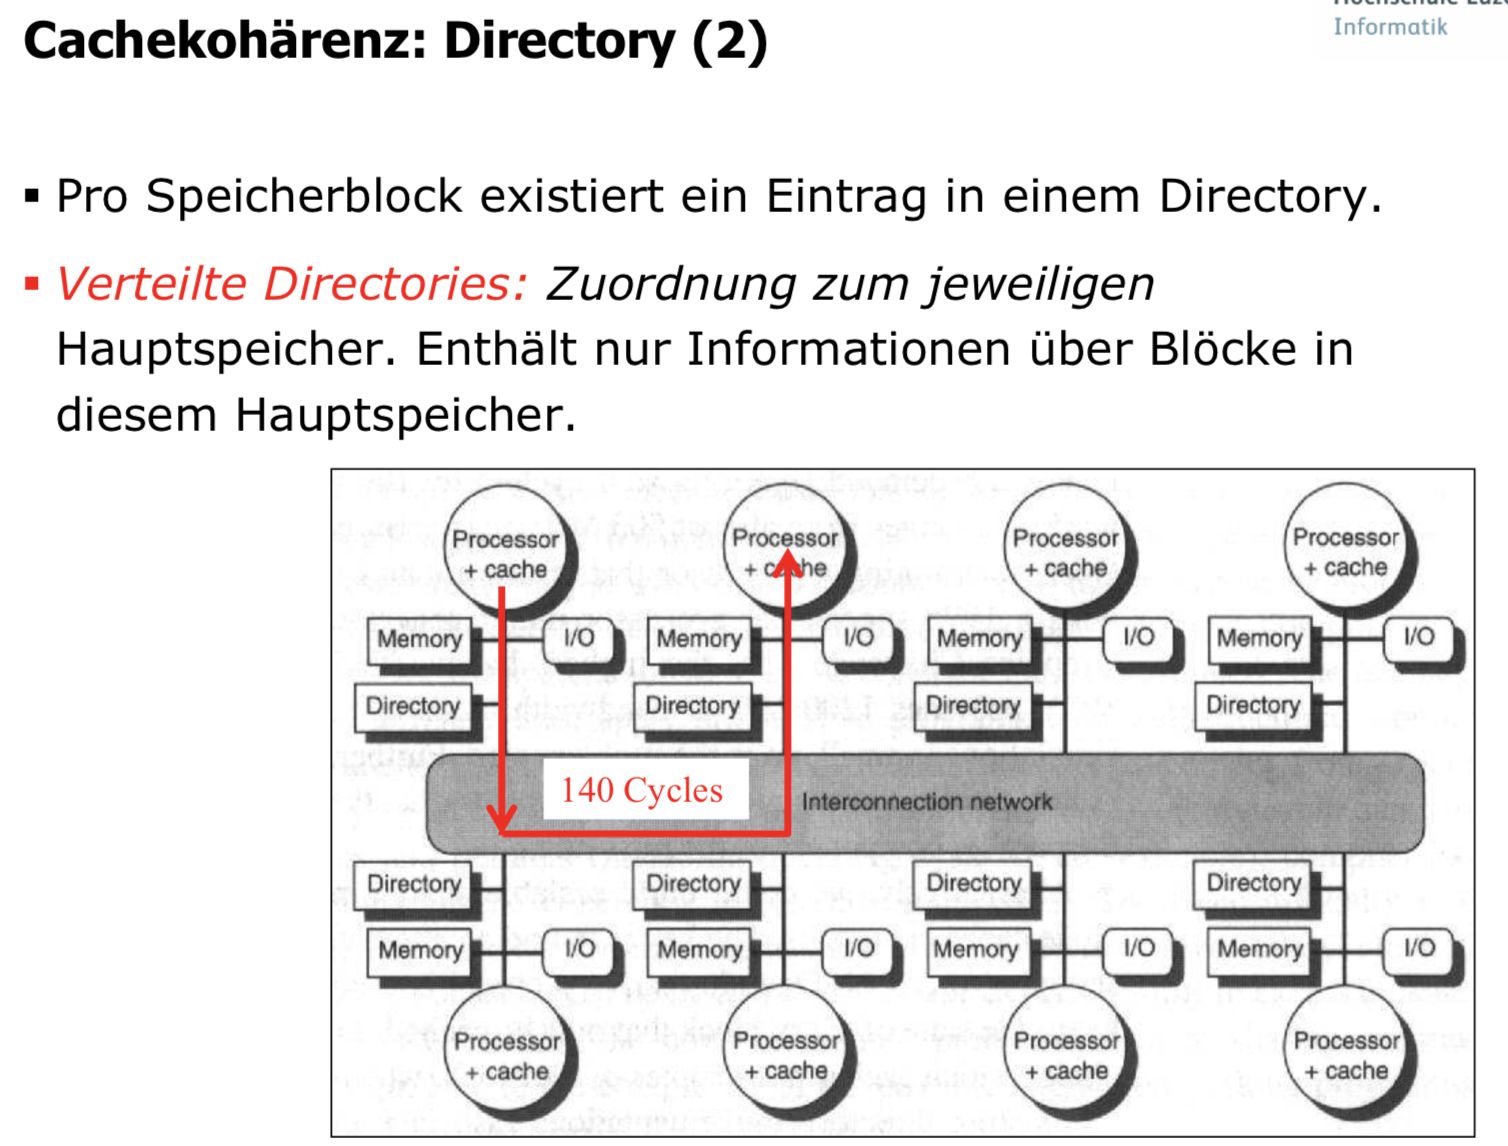 Informatik
Cachekohärenz: Directory (2)
▪ Pro Speicherblock existiert ein Eintrag in einem Directory.
▪ Verteilte Directories: Zuordnung zum jeweiligen
Hauptspeicher. Enthält nur Informationen über Blöcke in
diesem Hauptspeicher.
Processor Processor Processor Processor
+ cache + cache + cache + cache
Memory I/O Memory I/O Memory I/O Memory I/O
Directory Directory Directory Directory
140 Cycles Interconnection network
Directory Directory Directory Directory
Memory I/O Memory I/O Memory I/O Memory I/O
Processor Processor Processor Processor
+ cache + cache + cache + cache